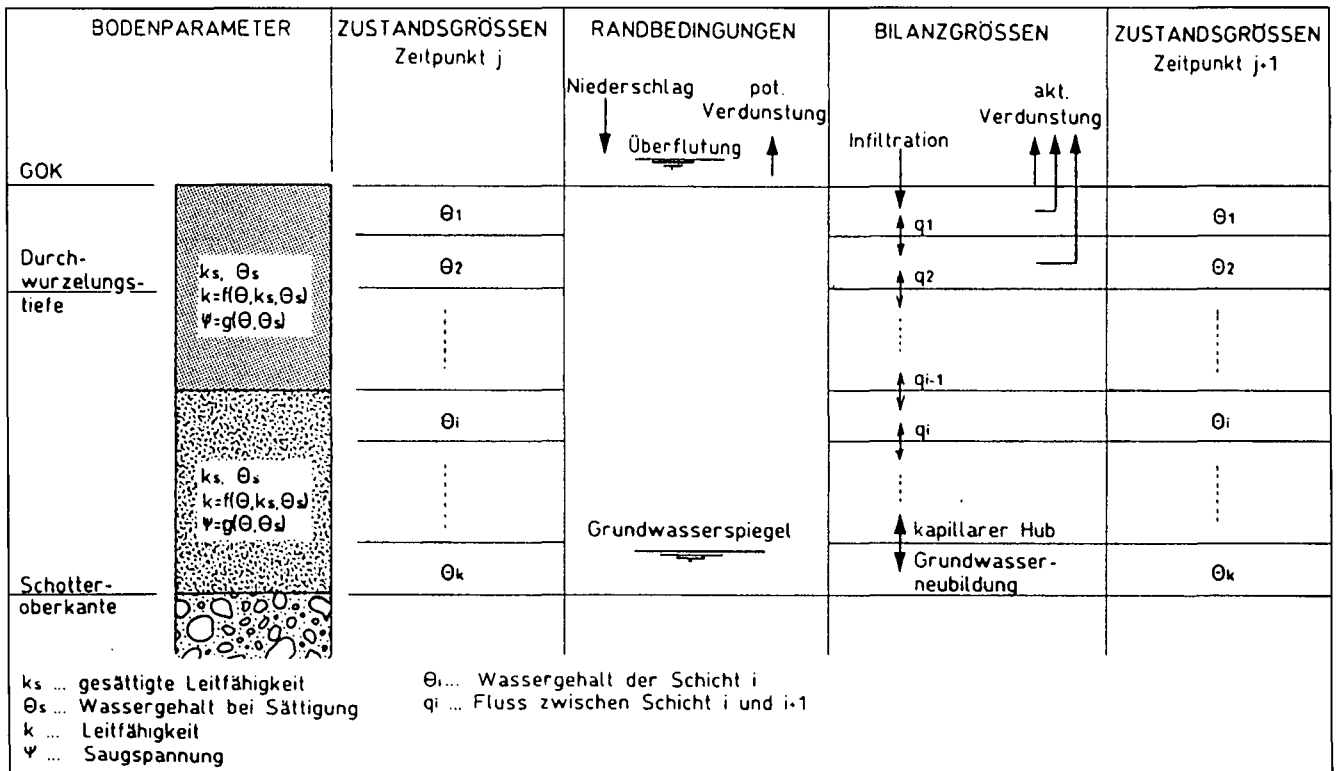 BODENPARAMETER
ZUSTANDSGRÖSSEN
Zeitpunkt j
RANDBEDINGUNGEN
BILANZGRÖSSEN
ZUSTANDSGRÖSSEN
Zeitpunkt j+1
Niederschlag
pot.
Verdunstung
Überflutung
Infiltration
akt.
Verdunstung
GOK
Durch-
wurzelungs-
tiefe
ks, Θs
k=f(Θ,ks,Θs)
Ψ=g(Θ,Θs)
ks, Θs
k=f(Θ,ks,Θs)
Ψ=g(Θ,Θs)
Schotter-
oberkante
Θ1
Θ2
Θi
Θk
Grundwasserspiegel
q1
q2
qi-1
qi
kapillarer Hub
Grundwasser-
neubildung
Θ1
Θ2
Θi
Θk
ks ... gesättigte Leitfähigkeit
Θs ... Wassergehalt bei Sättigung
k ... Leitfähigkeit
Ψ ... Saugspannung
Θi... Wassergehalt der Schicht i
qi ... Fluss zwischen Schicht i und i+1